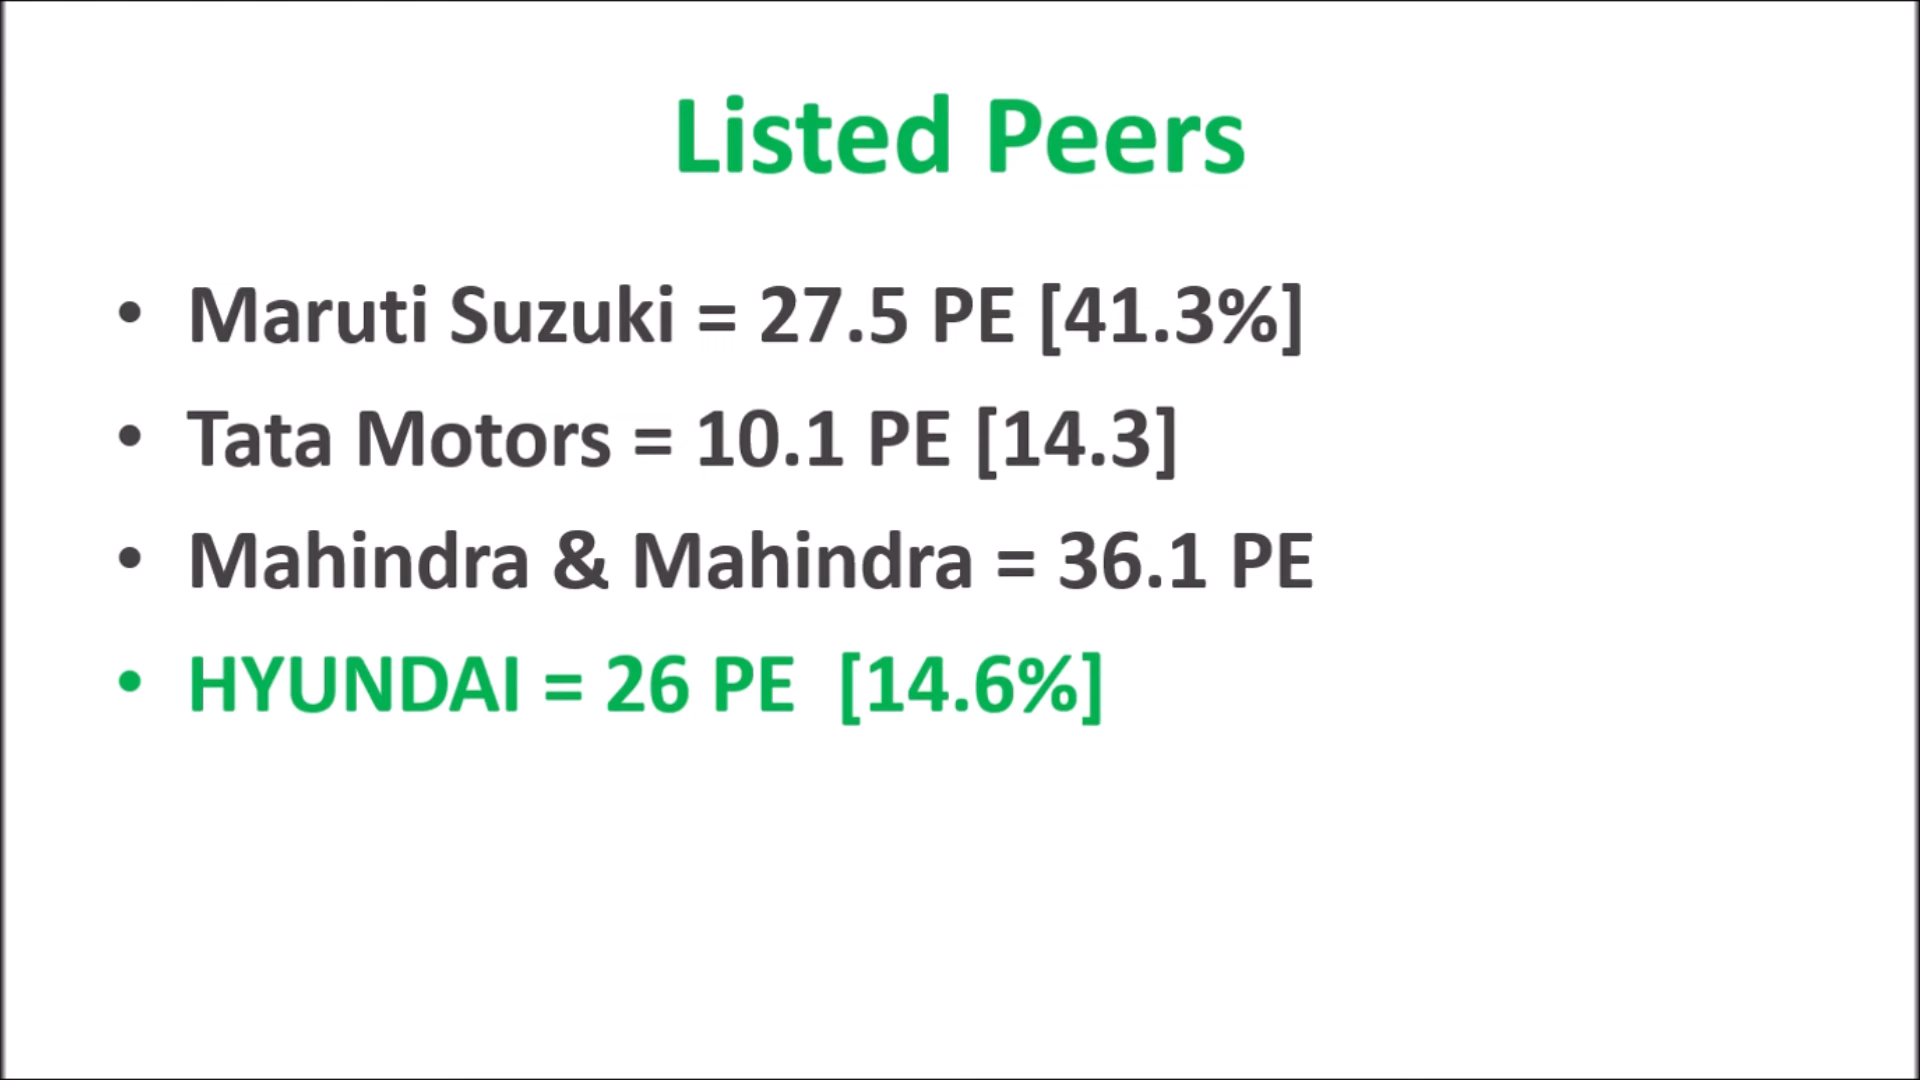 Listed Peers
• Maruti Suzuki = 27.5 PE [41.3%]
• Tata Motors = 10.1 PE [14.3]
• Mahindra & Mahindra = 36.1 PE
• HYUNDAI = 26 PE [14.6%]